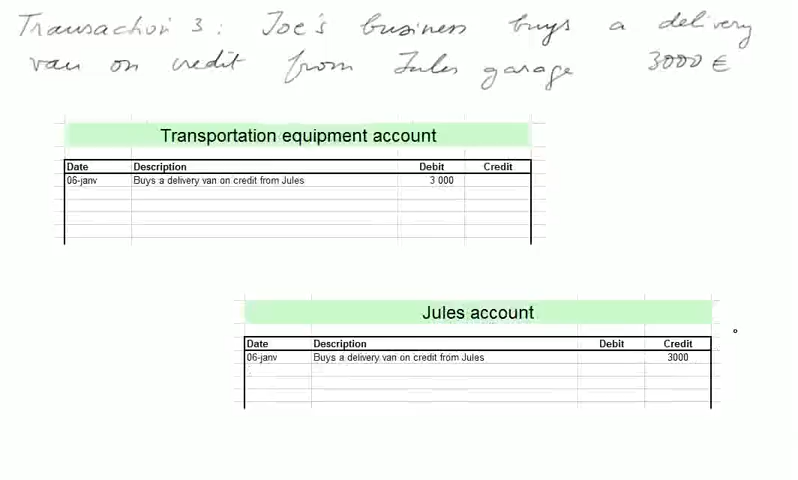 Transaction 3: Joe's business buys a delivery
van on credit from Jules garage 3000 €
Transportation equipment account
Date Description Debit Credit
06-janv Buys a delivery van on credit from Jules 3 000
Jules account
Date Description Debit Credit
06-janv Buys a delivery van on credit from Jules 3000